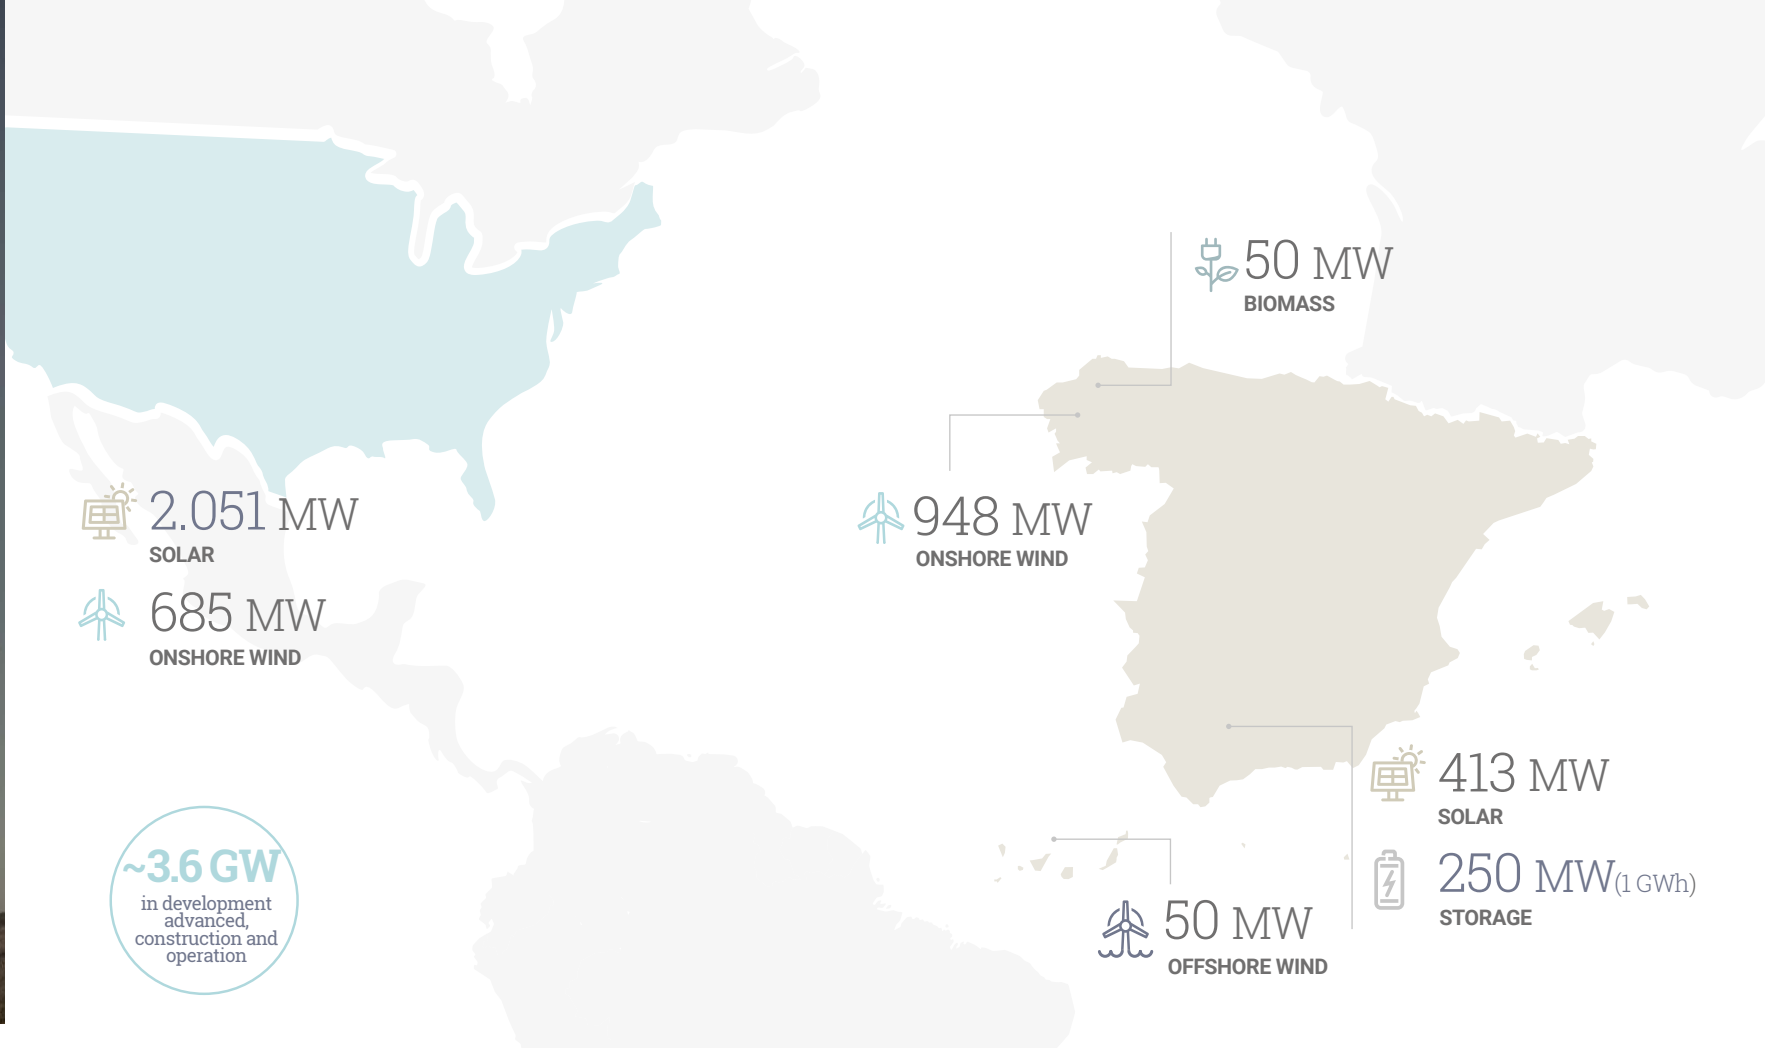 50 MW
BIOMASS
948 MW
ONSHORE WIND
2.051 MW
SOLAR
685 MW
ONSHORE WIND
413 MW
SOLAR
250 MW(1 GWh)
STORAGE
50 MW
OFFSHORE WIND
~3.6 GW
in development
advanced,
construction and
operation